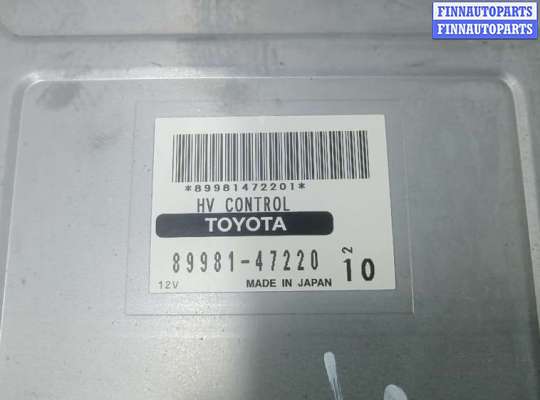 FINNAUTOPARTS
FINNAUTOPARTS
*89981472201*
HV CONTROL
TOYOTA
89981-47220 2
10
12V MADE IN JAPAN